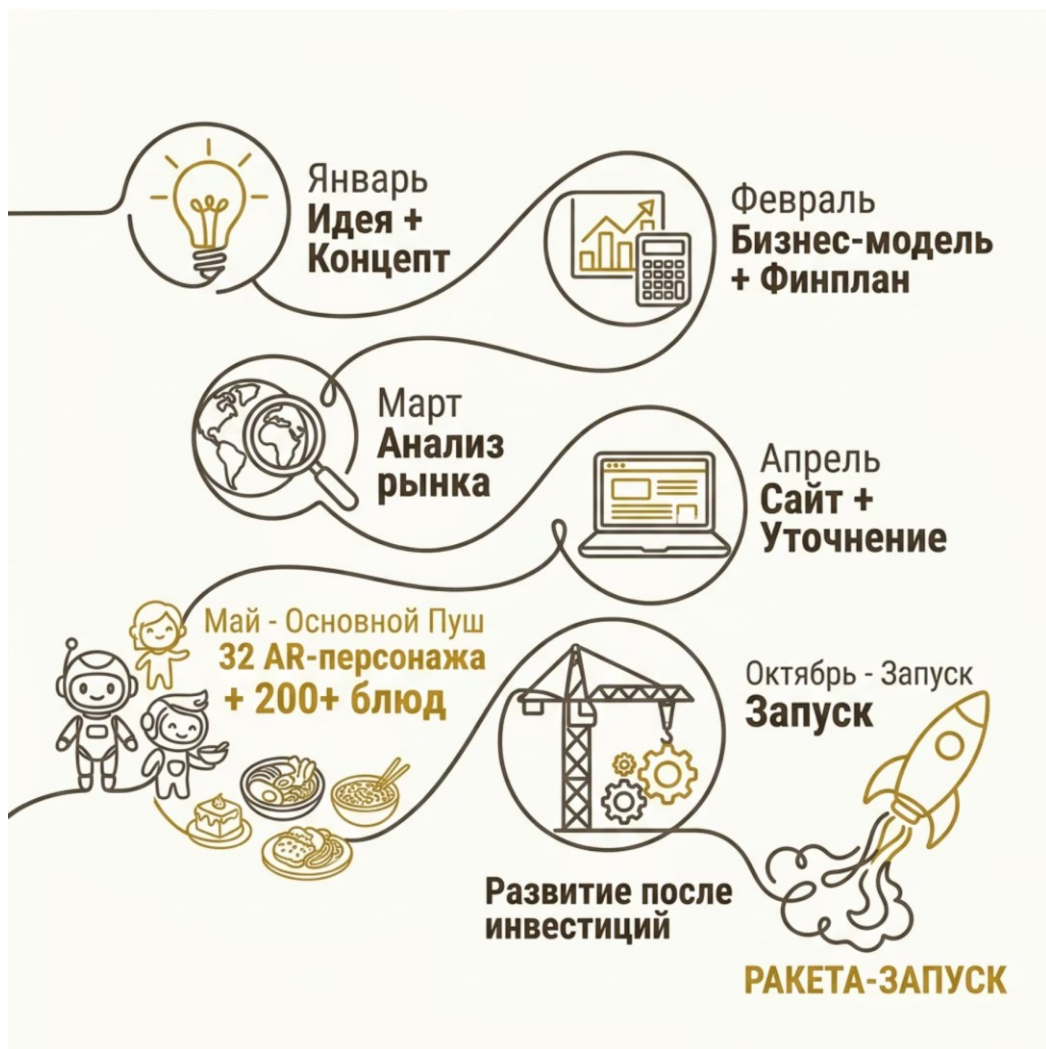 Январь
Идея +
Концепт
Февраль
Бизнес-модель
+ Финплан
Март
Анализ
рынка
Апрель
Сайт +
Уточнение
Май - Основной Пуш
32 AR-персонажа
+ 200+ блюд
Октябрь - Запуск
Запуск
Развитие после
инвестиций
РАКЕТА-ЗАПУСК